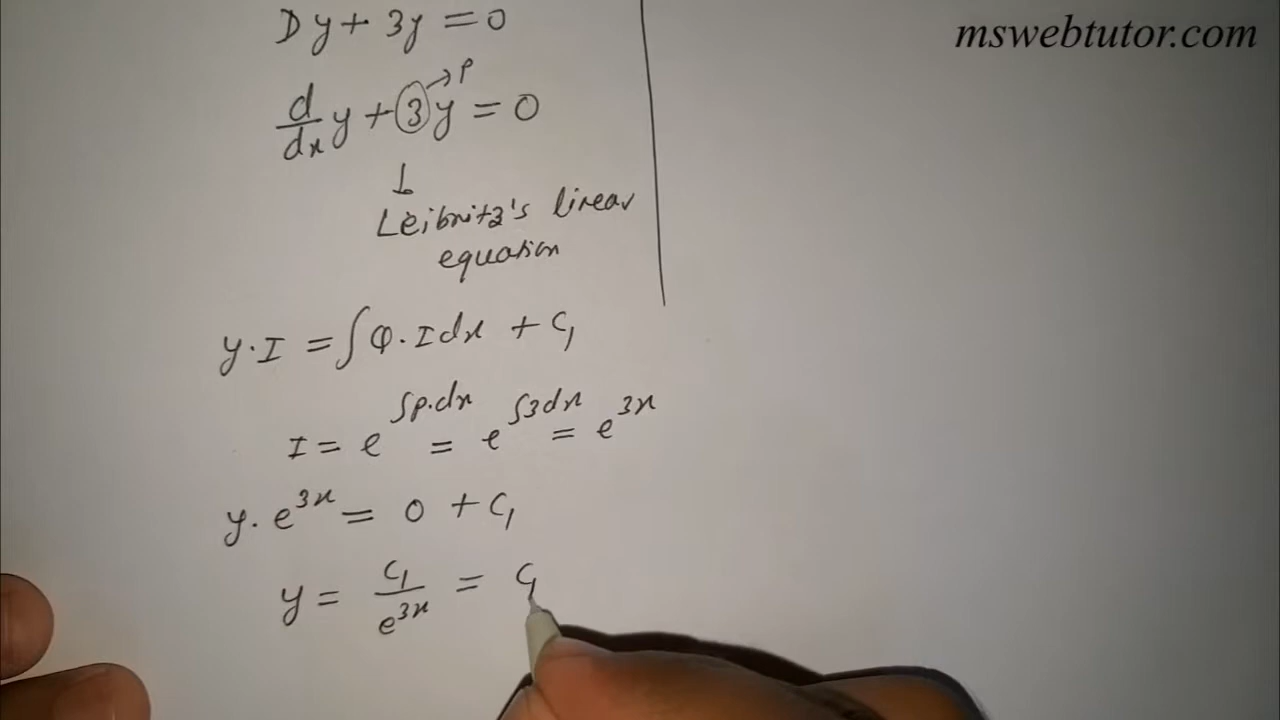 mswebtutor.com
Dy + 3y = 0
d/dx y + 3y = 0 → P
↓
Leibnitz's linear
equation
y·I = ∫Q·I dx + C₁
I = e^∫P.dx = e^∫3dx = e^3x
y· e^3x = 0 + C₁
y = C₁/e^3x = C₁